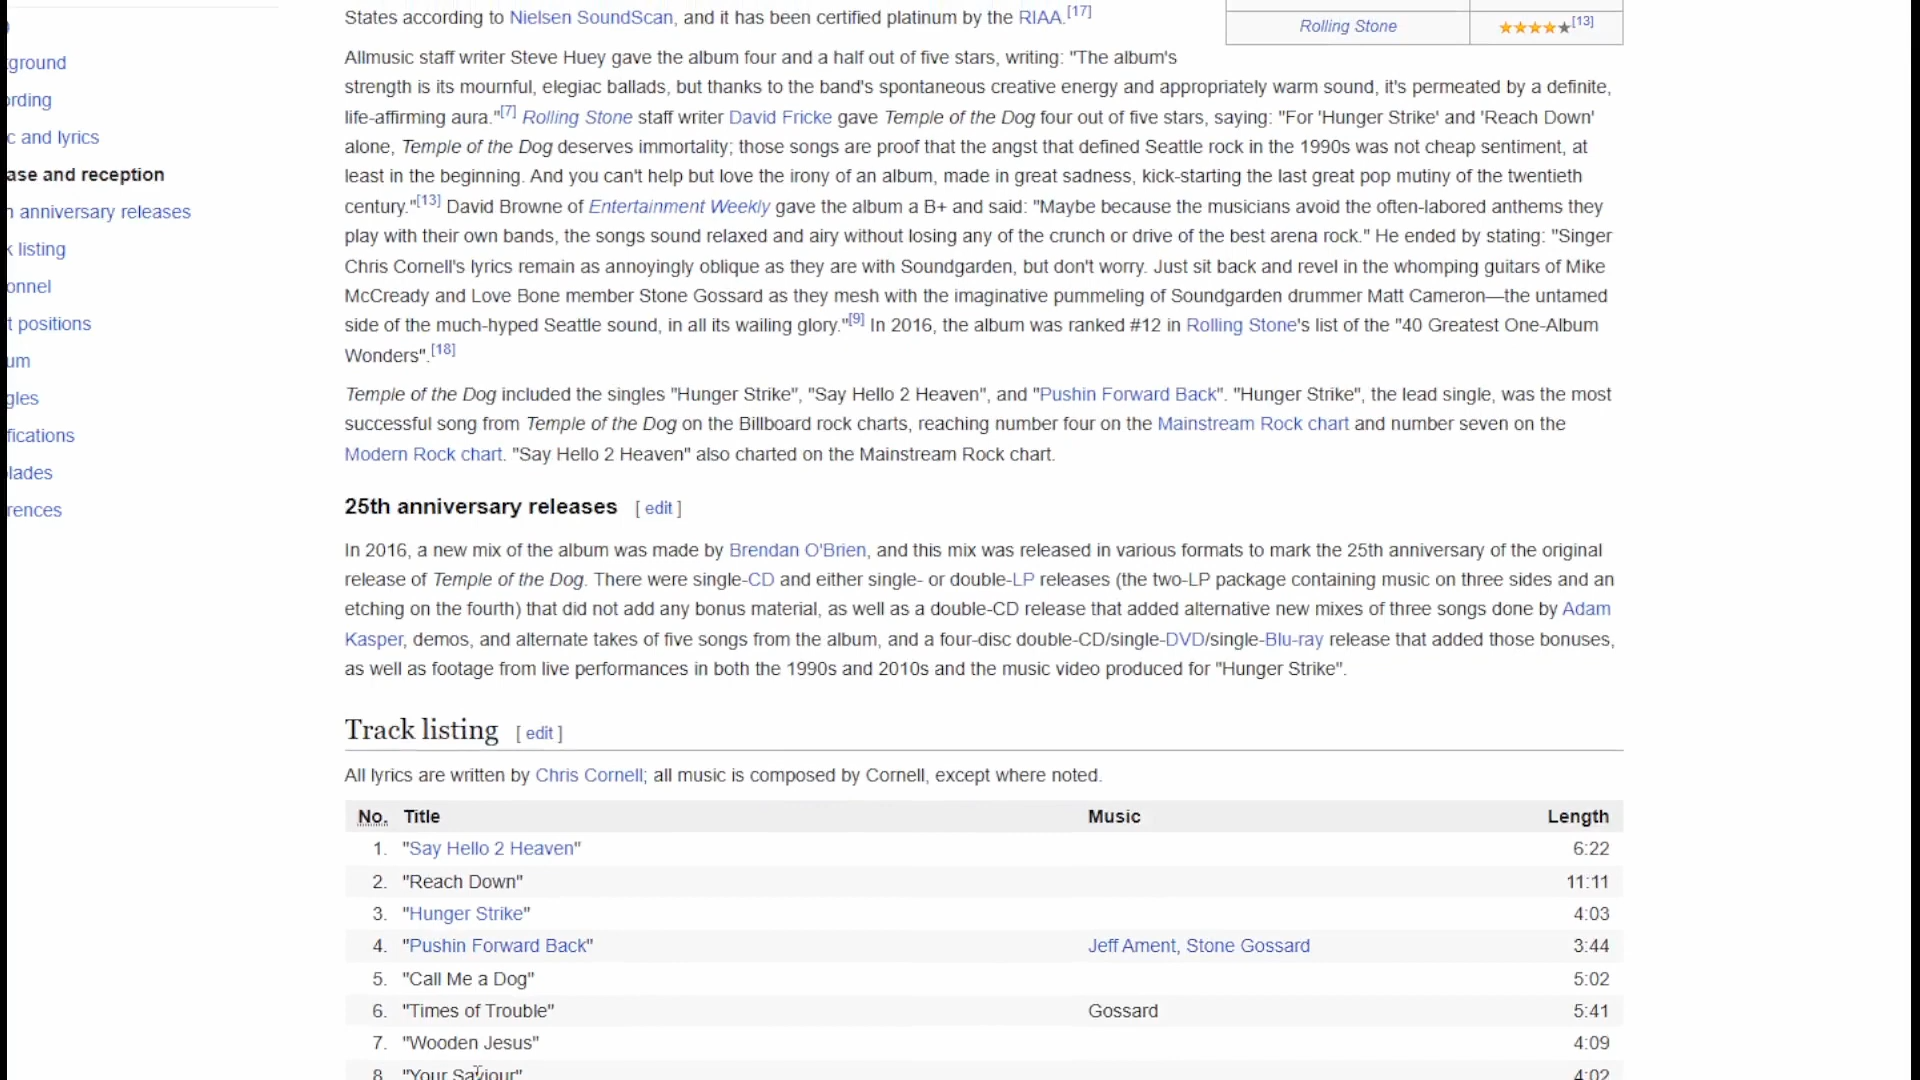 States according to Nielsen SoundScan, and it has been certified platinum by the RIAA.[17]
Rolling Stone ★★★★★[13]
Allmusic staff writer Steve Huey gave the album four and a half out of five stars, writing: "The album's
strength is its mournful, elegiac ballads, but thanks to the band's spontaneous creative energy and appropriately warm sound, it's permeated by a definite,
life-affirming aura."[7] Rolling Stone staff writer David Fricke gave Temple of the Dog four out of five stars, saying: "For 'Hunger Strike' and 'Reach Down'
alone, Temple of the Dog deserves immortality; those songs are proof that the angst that defined Seattle rock in the 1990s was not cheap sentiment, at
least in the beginning. And you can't help but love the irony of an album, made in great sadness, kick-starting the last great pop mutiny of the twentieth
century."[13] David Browne of Entertainment Weekly gave the album a B+ and said: "Maybe because the musicians avoid the often-labored anthems they
play with their own bands, the songs sound relaxed and airy without losing any of the crunch or drive of the best arena rock." He ended by stating: "Singer
Chris Cornell's lyrics remain as annoyingly oblique as they are with Soundgarden, but don't worry. Just sit back and revel in the whomping guitars of Mike
McCready and Love Bone member Stone Gossard as they mesh with the imaginative pummeling of Soundgarden drummer Matt Cameron—the untamed
side of the much-hyped Seattle sound, in all its wailing glory."[9] In 2016, the album was ranked #12 in Rolling Stone's list of the "40 Greatest One-Album
Wonders".[18]
Temple of the Dog included the singles "Hunger Strike", "Say Hello 2 Heaven", and "Pushin Forward Back". "Hunger Strike", the lead single, was the most
successful song from Temple of the Dog on the Billboard rock charts, reaching number four on the Mainstream Rock chart and number seven on the
Modern Rock chart. "Say Hello 2 Heaven" also charted on the Mainstream Rock chart.
25th anniversary releases [ edit ]
In 2016, a new mix of the album was made by Brendan O'Brien, and this mix was released in various formats to mark the 25th anniversary of the original
release of Temple of the Dog. There were single-CD and either single- or double-LP releases (the two-LP package containing music on three sides and an
etching on the fourth) that did not add any bonus material, as well as a double-CD release that added alternative new mixes of three songs done by Adam
Kasper, demos, and alternate takes of five songs from the album, and a four-disc double-CD/single-DVD/single-Blu-ray release that added those bonuses,
as well as footage from live performances in both the 1990s and 2010s and the music video produced for "Hunger Strike".
Track listing [ edit ]
All lyrics are written by Chris Cornell; all music is composed by Cornell, except where noted.
No. Title Music Length
1. "Say Hello 2 Heaven" 6:22
2. "Reach Down" 11:11
3. "Hunger Strike" 4:03
4. "Pushin Forward Back" Jeff Ament, Stone Gossard 3:44
5. "Call Me a Dog" 5:02
6. "Times of Trouble" Gossard 5:41
7. "Wooden Jesus" 4:09
8. "Your Saviour" 4:02
ground
ording
c and lyrics
ase and reception
n anniversary releases
k listing
onnel
t positions
um
gles
fications
lades
rences